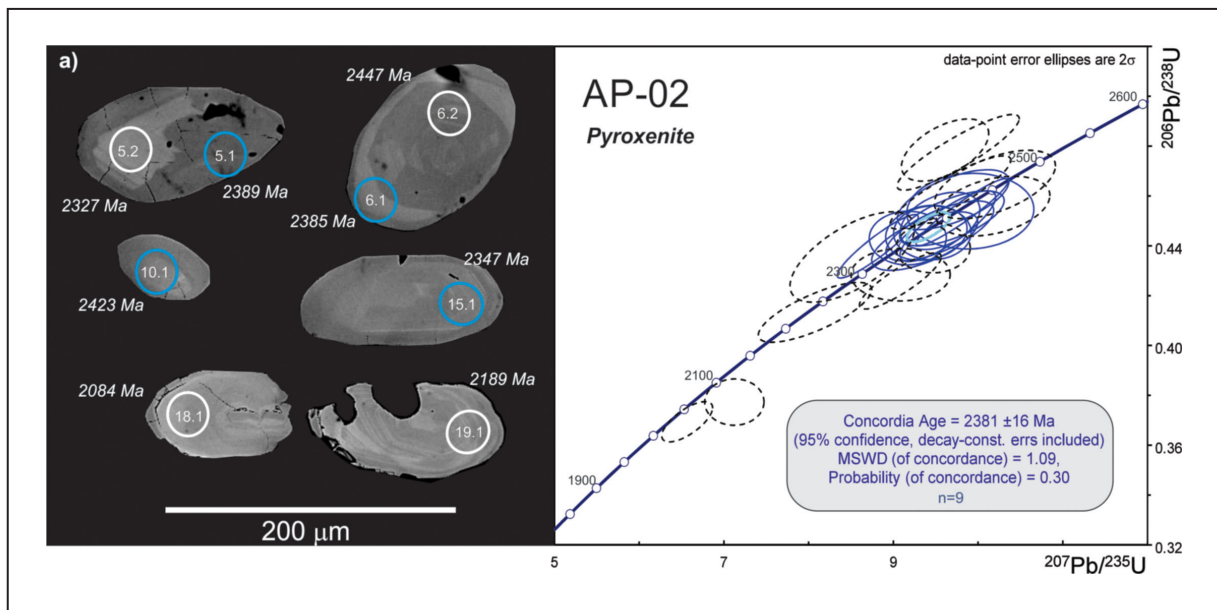 a)
2447 Ma
6.2
5.2
5.1
2327 Ma
2389 Ma
6.1
2385 Ma
10.1
2423 Ma
2347 Ma
15.1
2084 Ma
18.1
2189 Ma
19.1
200 µm
data-point error ellipses are 2σ
AP-02
Pyroxenite
206Pb/238U
2600
2500
2300
2100
1900
0.44
0.40
0.36
0.32
Concordia Age = 2381 ±16 Ma
(95% confidence, decay-const. errs included)
MSWD (of concordance) = 1.09,
Probability (of concordance) = 0.30
n=9
5
7
9
207Pb/235U